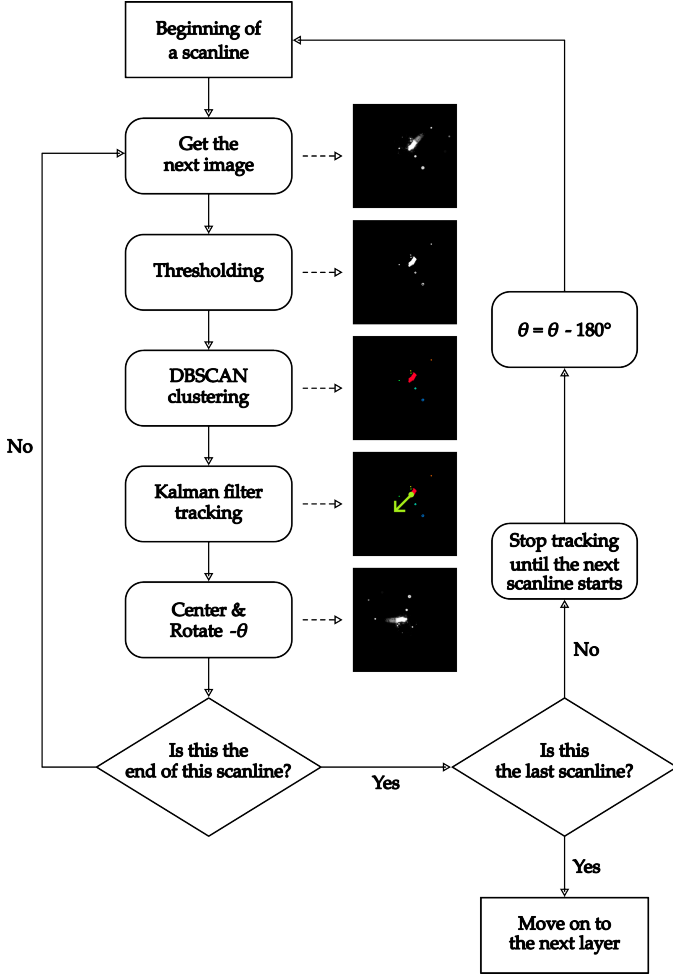 Beginning of
a scanline
Get the
next image
Thresholding
DBSCAN
clustering
Kalman filter
tracking
Center &
Rotate -θ
Is this the
end of this scanline?
No
Yes
Is this
the last scanline?
No
Stop tracking
until the next
scanline starts
θ = θ - 180°
Yes
Move on to
the next layer